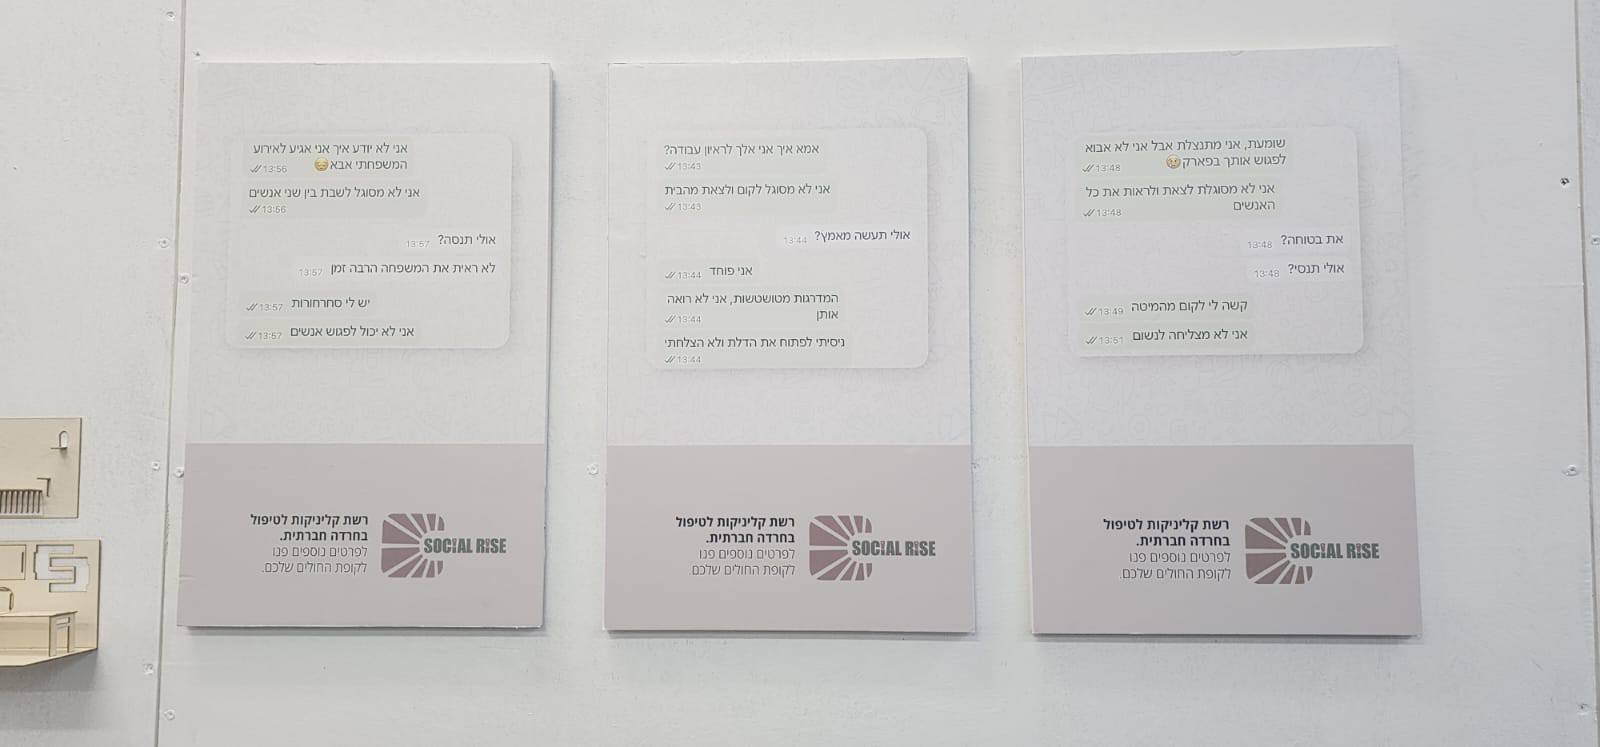 אני לא יודע איך אני אגיע לאירוע
המשפחתי אבא😔
13:56
אני לא מסוגל לשבת בין שני אנשים
13:56
אולי תנסה?
13:57
לא ראית את המשפחה הרבה זמן
13:57
יש לי סחרחורות
13:57
אני לא יכול לפגוש אנשים
13:57
רשת קליניקות לטיפול
בחרדה חברתית.
לפרטים נוספים פנו
לקופת החולים שלכם.
SOCIAL RISE
אמא איך אני אלך לראיון עבודה?
13:43
אני לא מסוגל לקום ולצאת מהבית
13:43
אולי תעשה מאמץ?
13:44
אני פוחד
13:44
המדרגות מטושטשות, אני לא רואה
אותן
13:44
ניסיתי לפתוח את הדלת ולא הצלחתי
13:44
רשת קליניקות לטיפול
בחרדה חברתית.
לפרטים נוספים פנו
לקופת החולים שלכם.
SOCIAL RISE
שומעת, אני מתנצלת אבל אני לא אבוא
לפגוש אותך בפארק😢
13:48
אני לא מסוגלת לצאת ולראות את כל
האנשים
13:48
את בטוחה?
13:48
אולי תנסי?
13:48
קשה לי לקום מהמיטה
13:49
אני לא מצליחה לנשום
13:51
רשת קליניקות לטיפול
בחרדה חברתית.
לפרטים נוספים פנו
לקופת החולים שלכם.
SOCIAL RISE